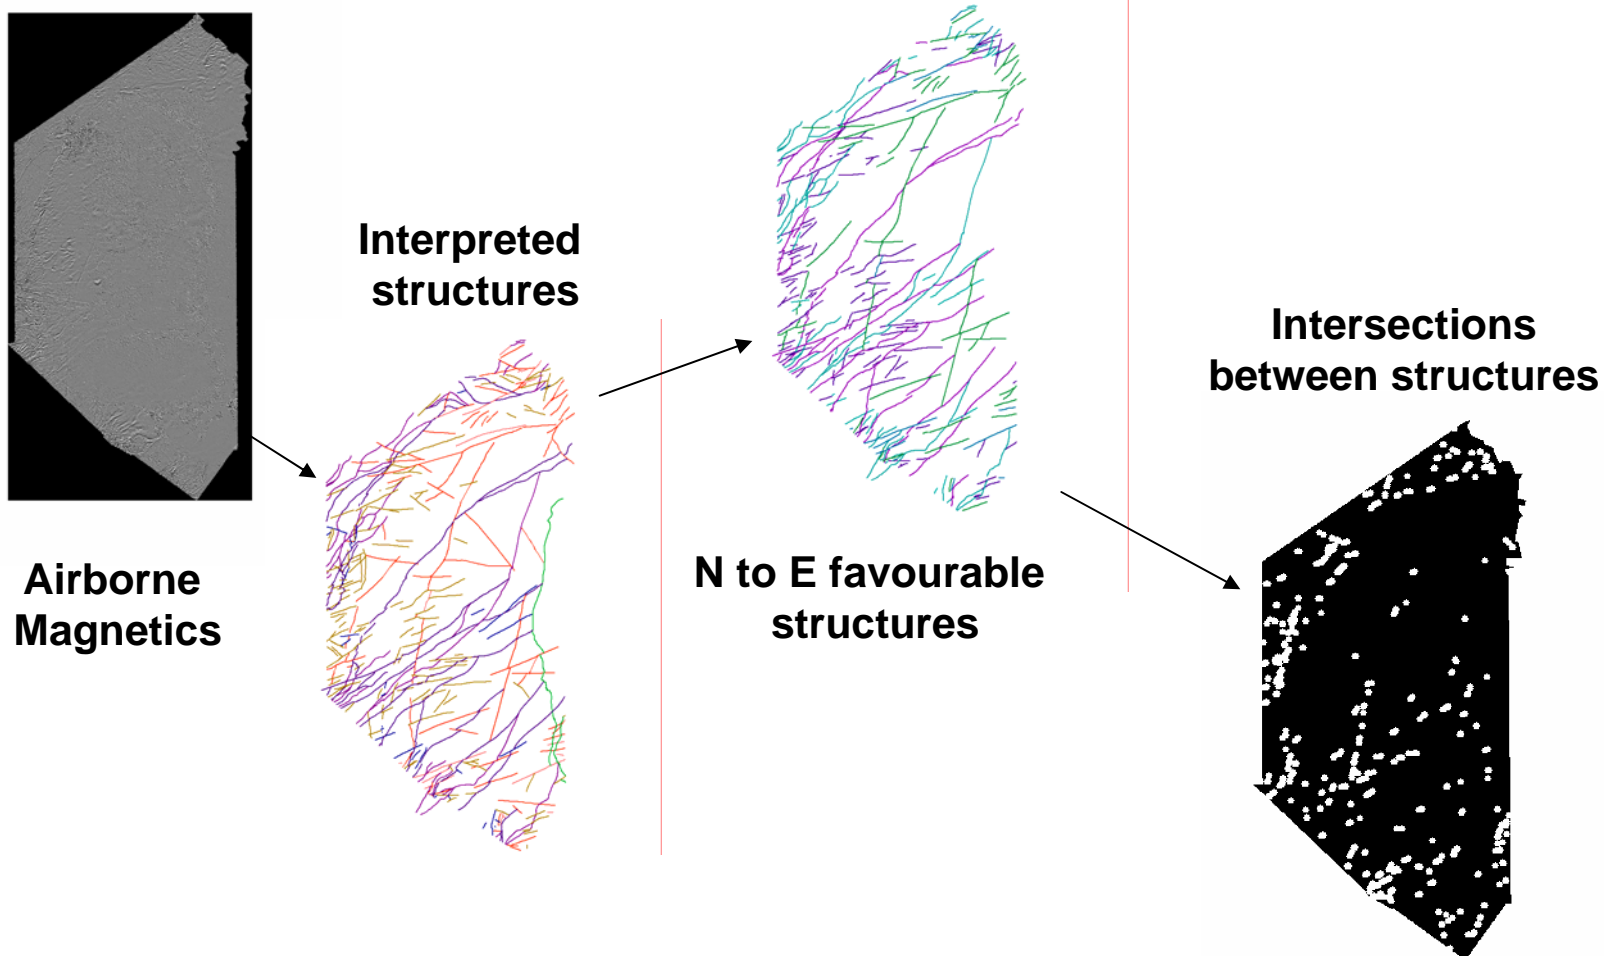 Airborne
Magnetics
Interpreted
structures
N to E favourable
structures
Intersections
between structures